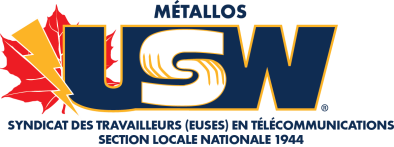 MÉTALLOS
USW®
SYNDICAT DES TRAVAILLEURS (EUSES) EN TÉLÉCOMMUNICATIONS
SECTION LOCALE NATIONALE 1944